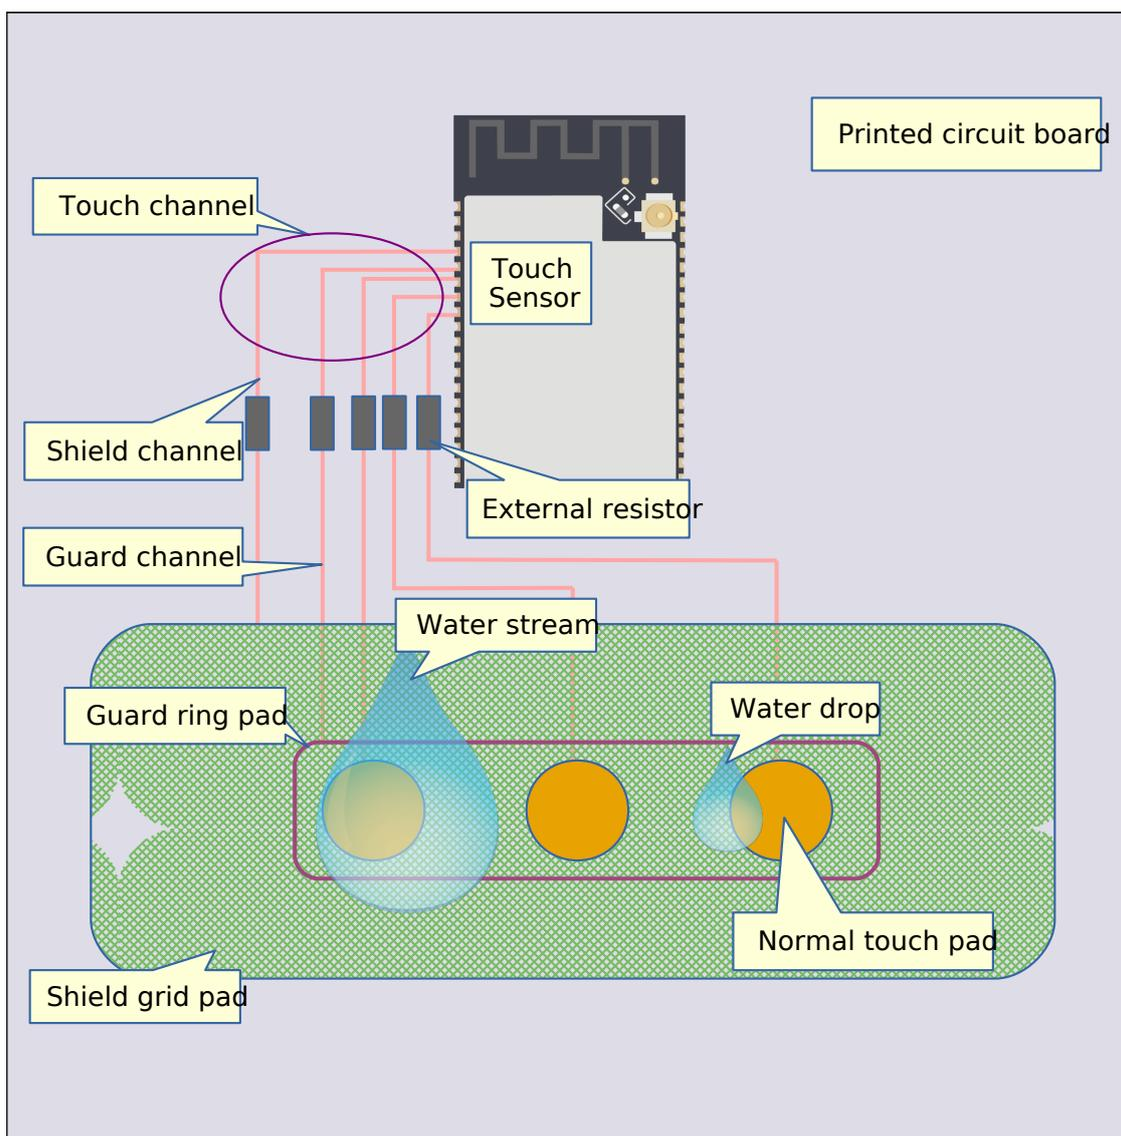 Printed circuit board
Touch channel
Touch
Sensor
Shield channel
External resistor
Guard channel
Water stream
Guard ring pad
Water drop
Normal touch pad
Shield grid pad